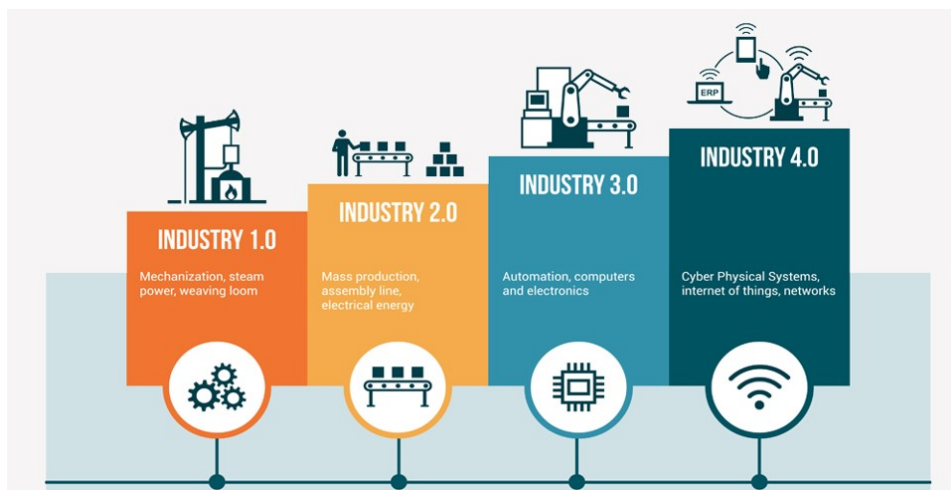 ERP
INDUSTRY 1.0
Mechanization, steam
power, weaving loom
INDUSTRY 2.0
Mass production,
assembly line,
electrical energy
INDUSTRY 3.0
Automation, computers
and electronics
INDUSTRY 4.0
Cyber Physical Systems,
internet of things, networks